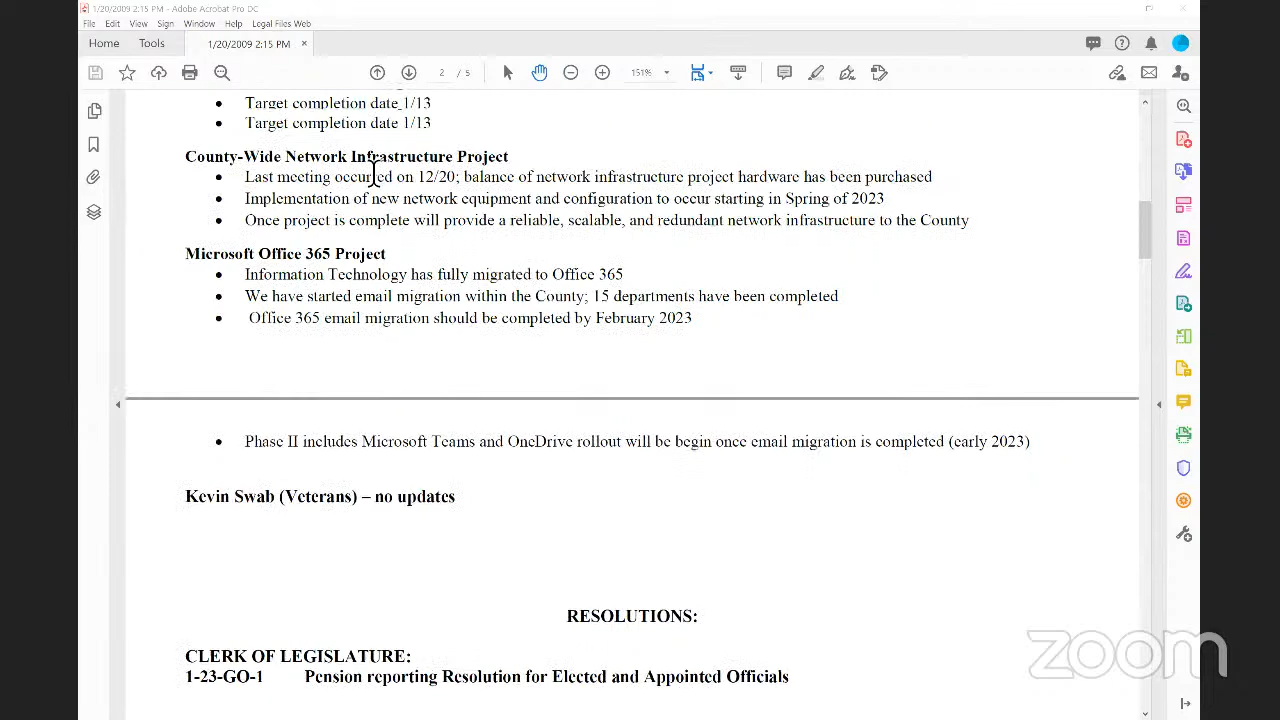 1/20/2009 2:15 PM - Adobe Acrobat Pro DC
File Edit View Sign Window Help Legal Files Web
Home Tools 1/20/2009 2:15 PM ×
2 / 5 151%
• Target completion date 1/13
• Target completion date 1/13
County-Wide Network Infrastructure Project
• Last meeting occurred on 12/20; balance of network infrastructure project hardware has been purchased
• Implementation of new network equipment and configuration to occur starting in Spring of 2023
• Once project is complete will provide a reliable, scalable, and redundant network infrastructure to the County
Microsoft Office 365 Project
• Information Technology has fully migrated to Office 365
• We have started email migration within the County; 15 departments have been completed
• Office 365 email migration should be completed by February 2023
• Phase II includes Microsoft Teams and OneDrive rollout will be begin once email migration is completed (early 2023)
Kevin Swab (Veterans) – no updates
RESOLUTIONS:
CLERK OF LEGISLATURE:
1-23-GO-1 Pension reporting Resolution for Elected and Appointed Officials
zoom